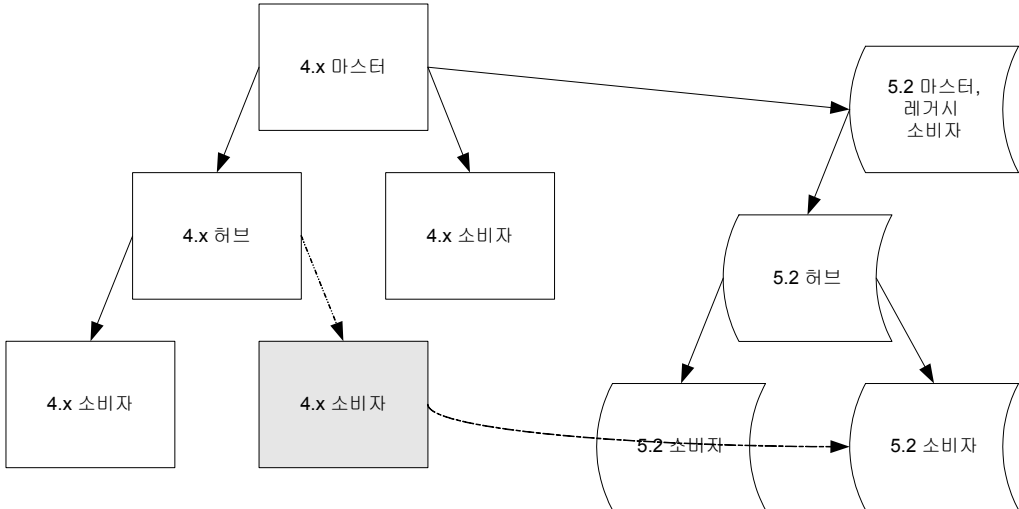 4.x 마스터
5.2 마스터,
레거시
소비자
4.x 허브
4.x 소비자
5.2 허브
4.x 소비자
4.x 소비자
5.2 소비자
5.2 소비자